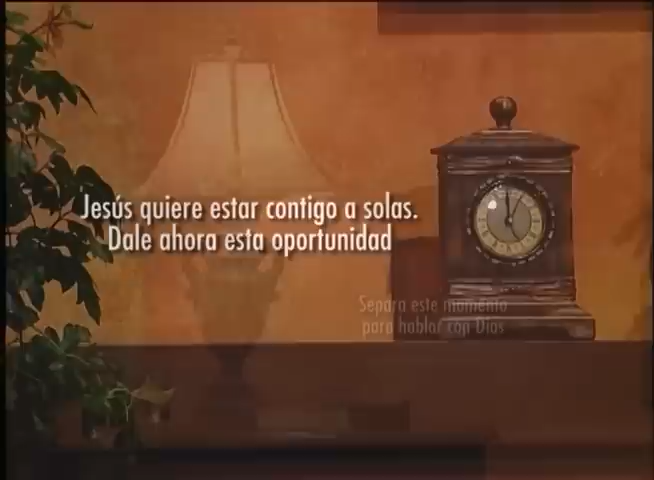 Jesús quiere estar contigo a solas.
Dale ahora esta oportunidad
Separa este momento
para hablar con Dios